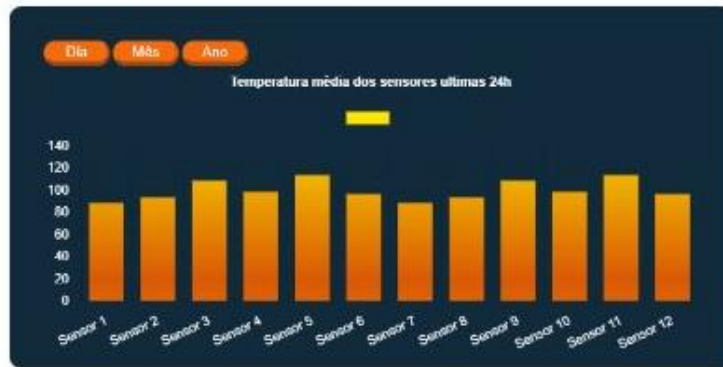 Dia Mês Ano
Temperatura média dos sensores ultimas 24h
140
120
100
80
60
40
20
0
Sensor 1 Sensor 2 Sensor 3 Sensor 4 Sensor 5 Sensor 6 Sensor 7 Sensor 8 Sensor 9 Sensor 10 Sensor 11 Sensor 12